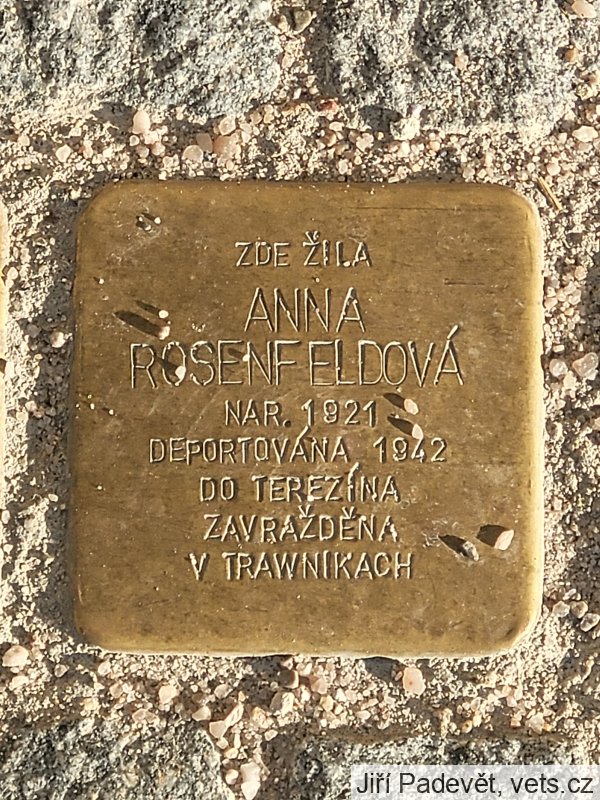 ZDE ŽILA
ANNA
ROSENFELDOVÁ
NAR. 1921
DEPORTOVÁNA 1942
DO TEREZÍNA
ZAVRAŽDĚNA
V TRAWNIKACH
Jiří Padevět, vets.cz